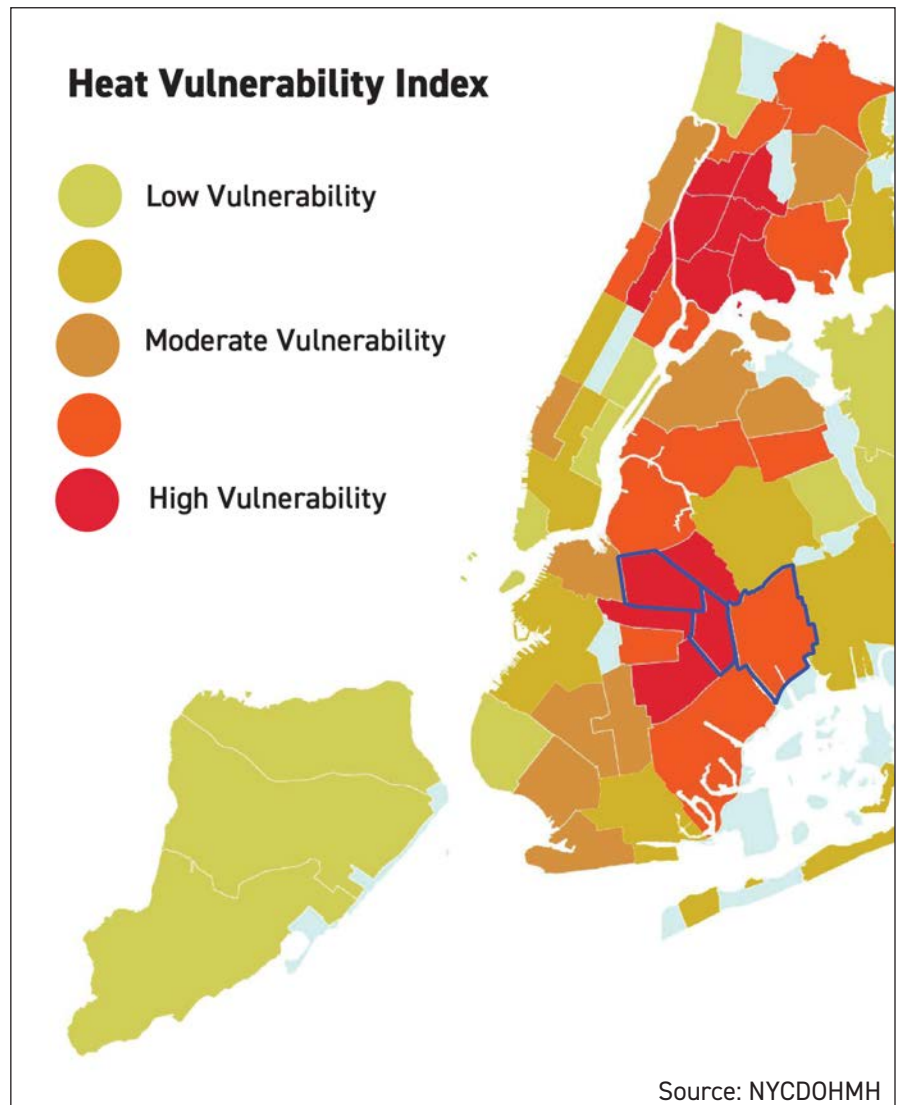 Heat Vulnerability Index
Low Vulnerability
Moderate Vulnerability
High Vulnerability
Source: NYCDOHMH